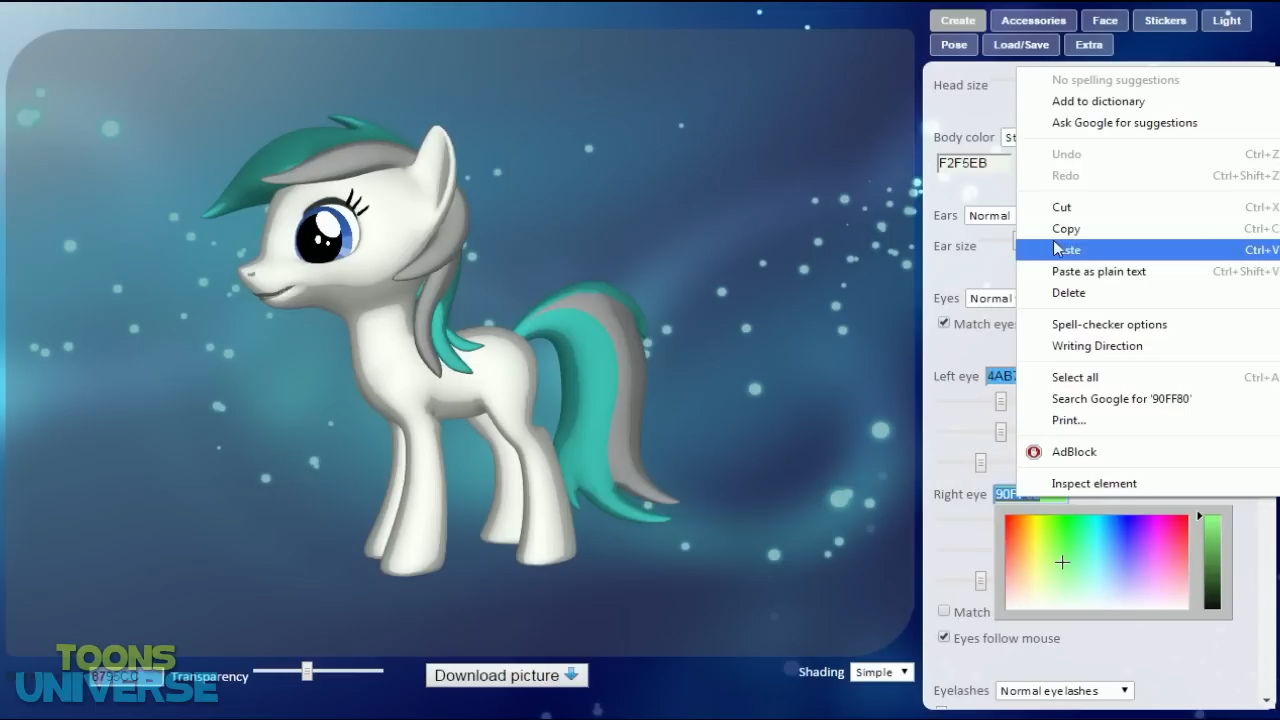 Create Accessories Face Stickers Light
Pose Load/Save Extra
Head size
No spelling suggestions
Add to dictionary
Ask Google for suggestions
Body color
Undo Ctrl+Z
F2F5EB
Redo Ctrl+Shift+Z
Cut Ctrl+X
Ears Normal
Copy Ctrl+C
Ear size
Ctrl+V
Paste as plain text Ctrl+Shift+V
Delete
Eyes Normal
Match eye
Spell-checker options
Writing Direction
Left eye 4AB7
Select all Ctrl+A
Search Google for '90FF80'
Print...
AdBlock
Inspect element
Right eye 90F
Match
Eyes follow mouse
TOONS
UNIVERSE
Transparency
Download picture
Shading Simple
Eyelashes Normal eyelashes